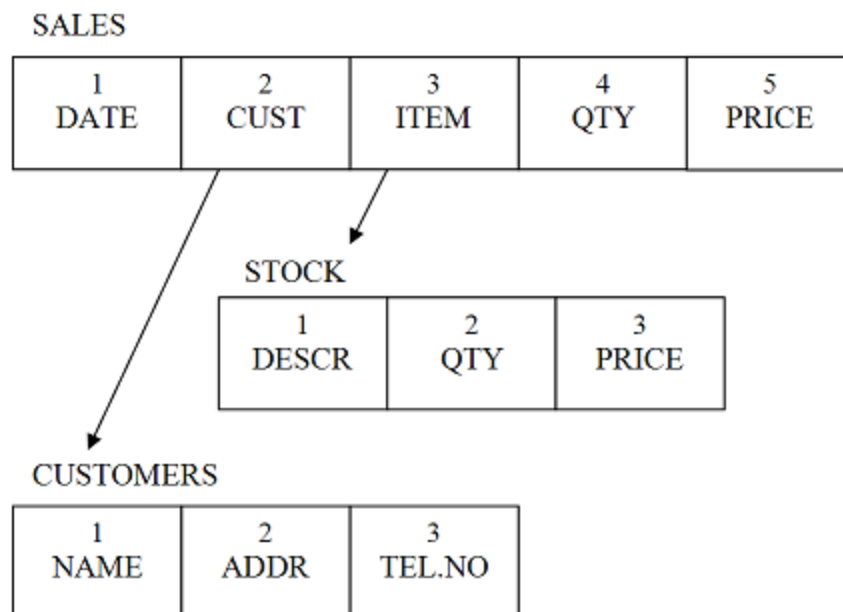 SALES
1 2 3 4 5
DATE CUST ITEM QTY PRICE
STOCK
1 2 3
DESCR QTY PRICE
CUSTOMERS
1 2 3
NAME ADDR TEL.NO